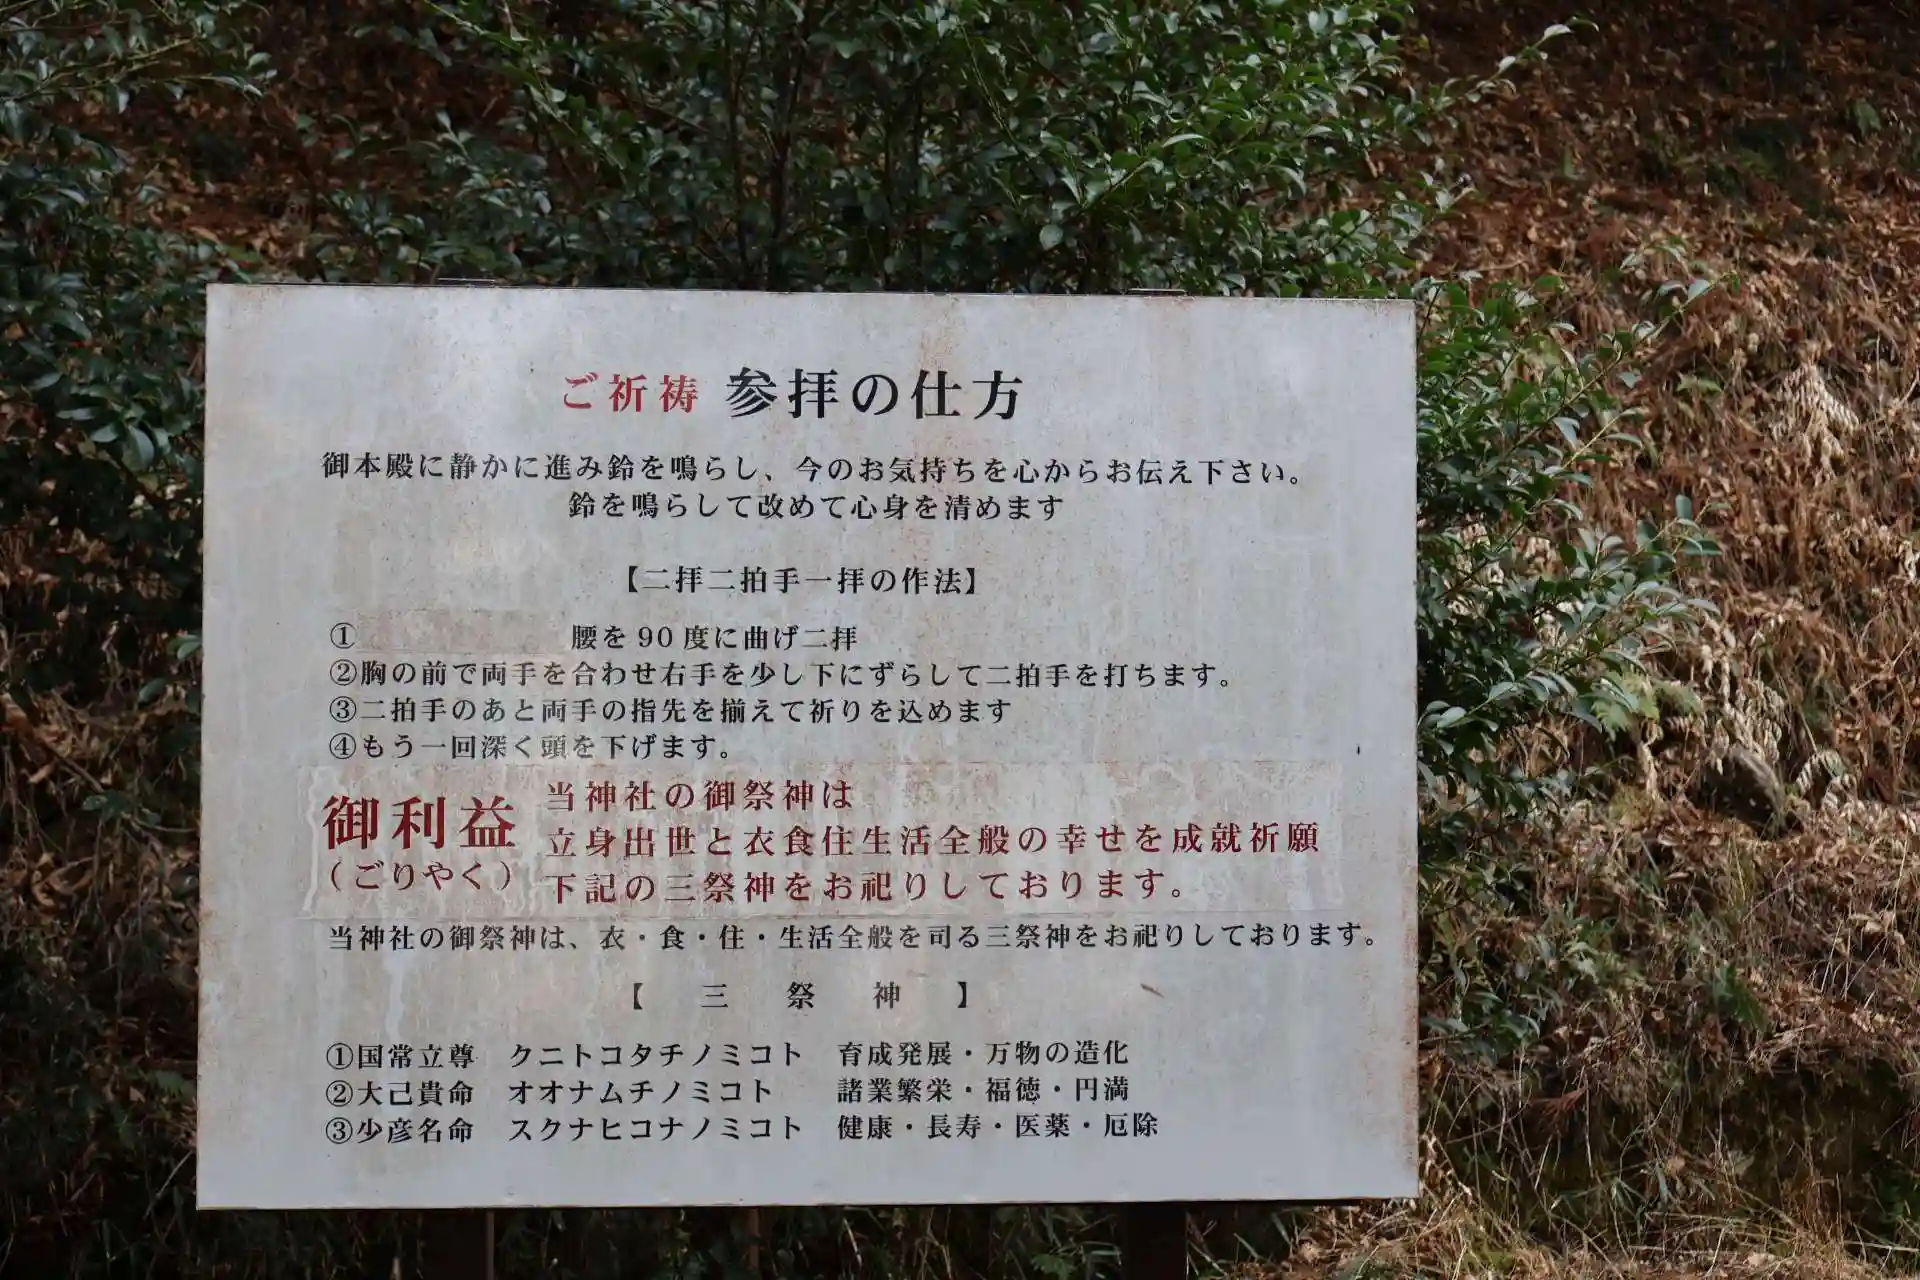 ご祈祷 参拝の仕方
御本殿に静かに進み鈴を鳴らし、今のお気持ちを心からお伝え下さい。
鈴を鳴らして改めて心身を清めます
【二拝二拍手一拝の作法】
① 腰を90度に曲げ二拝
②胸の前で両手を合わせ右手を少し下にずらして二拍手を打ちます。
③二拍手のあと両手の指先を揃えて祈りを込めます
④もう一回深く頭を下げます。
御利益
(ごりやく)
当神社の御祭神は
立身出世と衣食住生活全般の幸せを成就祈願
下記の三祭神をお祀りしております。
当神社の御祭神は、衣・食・住・生活全般を司る三祭神をお祀りしております。
【 三 祭 神 】
①国常立尊 クニトコタチノミコト 育成発展・万物の造化
②大己貴命 オオナムチノミコト 諸業繁栄・福徳・円満
③少彦名命 スクナヒコナノミコト 健康・長寿・医薬・厄除